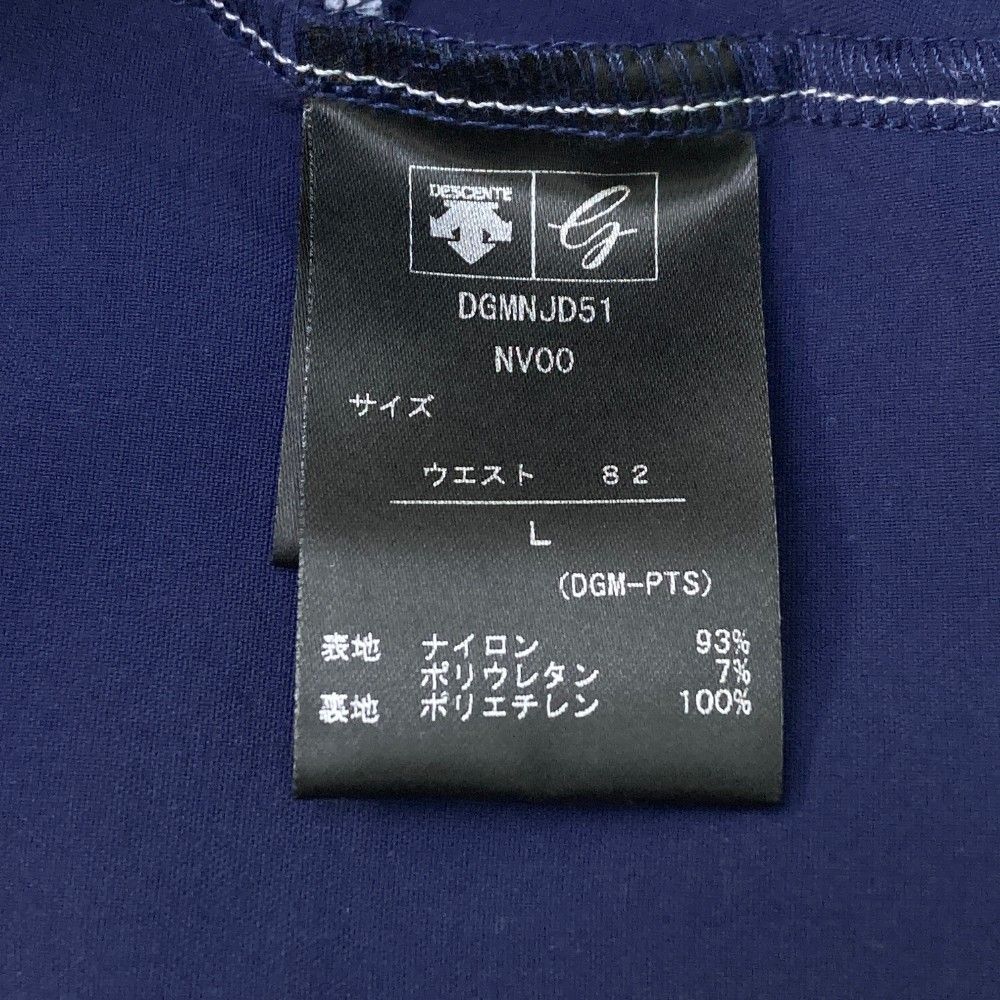 DESCENTE
G
DGMNJD51
NV00
サイズ
ウエスト 82
L
(DGM-PTS)
表地 ナイロン 93%
ポリウレタン 7%
裏地 ポリエチレン 100%